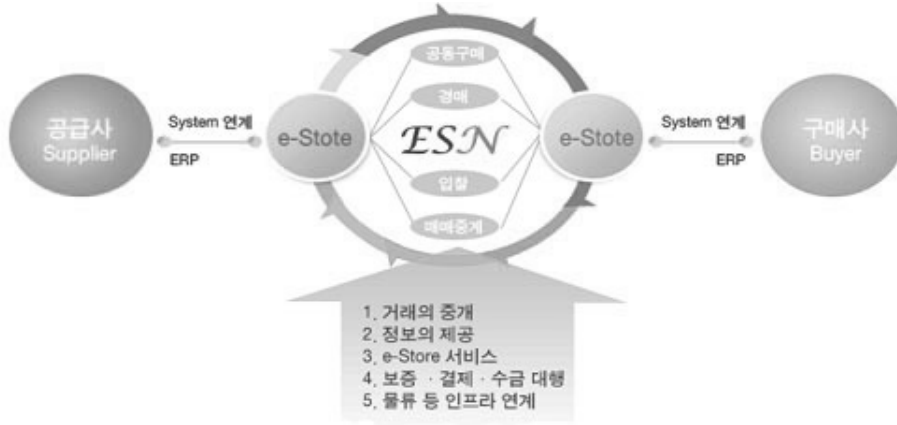 공동구매
경매
공급사
Supplier
System 연계
ERP
e-Stote
ESN
e-Stote
System 연계
ERP
구매사
Buyer
입찰
매매중계
1, 거래의 중개
2, 정보의 제공
3, e-Store 서비스
4, 보증 · 결제 · 수금 대행
5, 물류 등 인프라 연계